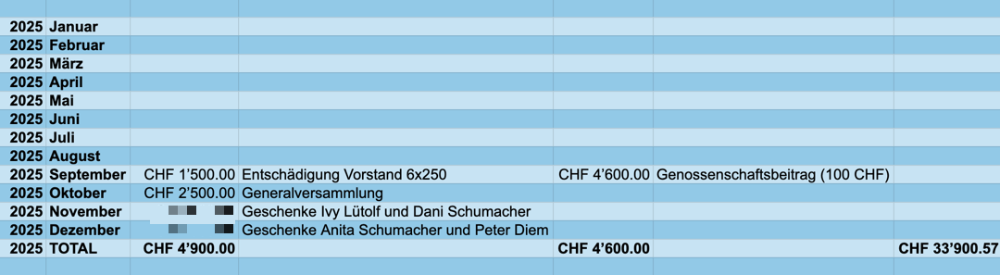 2025 Januar
2025 Februar
2025 März
2025 April
2025 Mai
2025 Juni
2025 Juli
2025 August
2025 September CHF 1’500.00 Entschädigung Vorstand 6x250 CHF 4’600.00 Genossenschaftsbeitrag (100 CHF)
2025 Oktober CHF 2’500.00 Generalversammlung
2025 November Geschenke Ivy Lütolf und Dani Schumacher
2025 Dezember Geschenke Anita Schumacher und Peter Diem
2025 TOTAL CHF 4’900.00 CHF 4’600.00 CHF 33’900.57